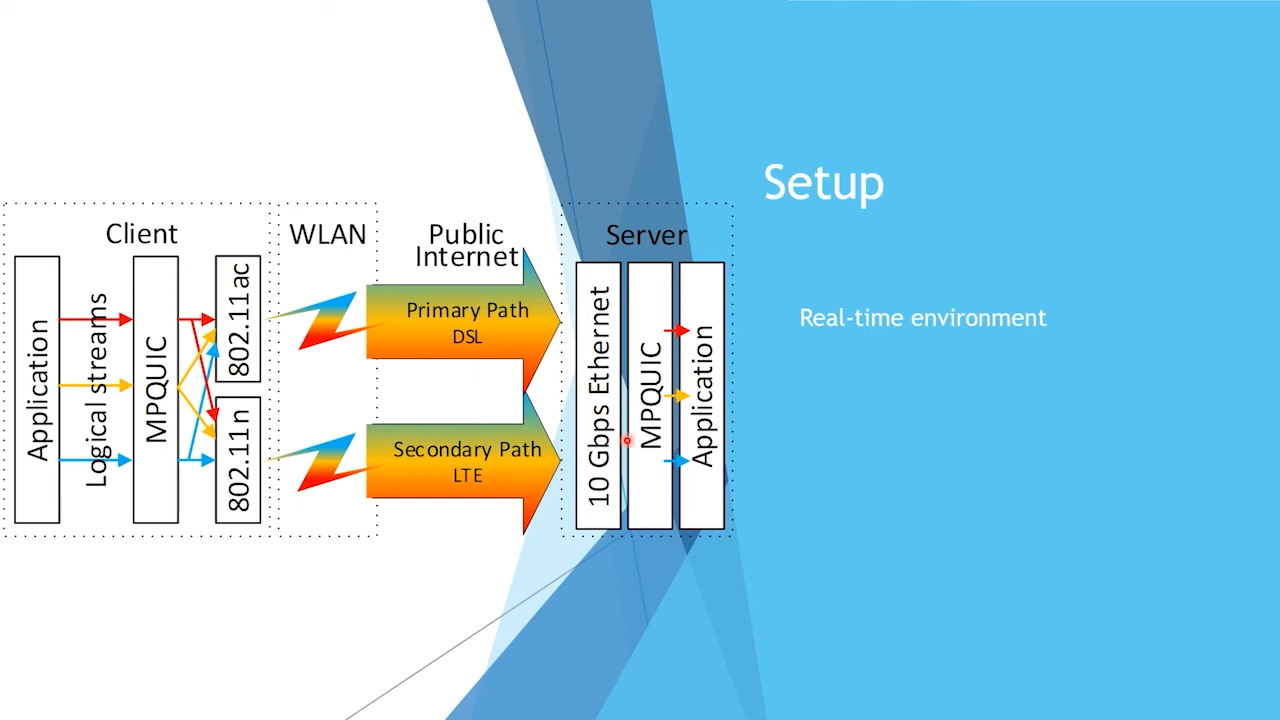 Setup
Real-time environment
Client
WLAN
Public
Internet
Server
Application
Logical streams
MPQUIC
802.11ac
802.11n
Primary Path
DSL
Secondary Path
LTE
10 Gbps Ethernet
MPQUIC
Application